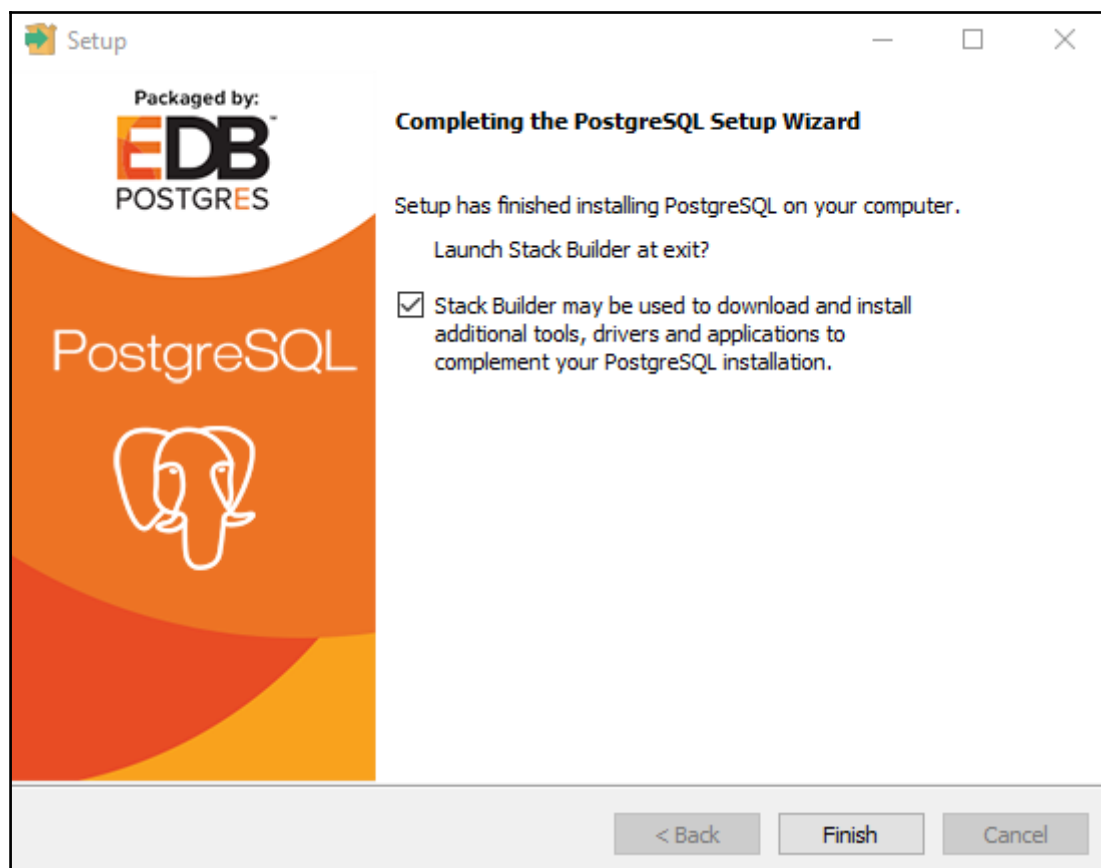 Setup
Packaged by:
EDB™
POSTGRES
PostgreSQL
Completing the PostgreSQL Setup Wizard
Setup has finished installing PostgreSQL on your computer.
Launch Stack Builder at exit?
Stack Builder may be used to download and install
additional tools, drivers and applications to
complement your PostgreSQL installation.
< Back
Finish
Cancel